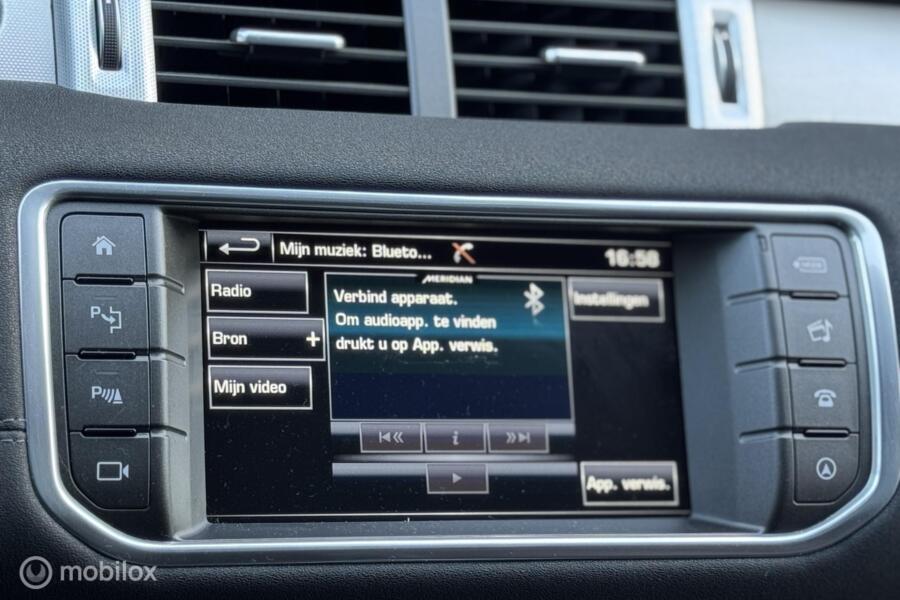 Mijn muziek: Blueto...
16:58
MERIDIAN
Radio
Verbind apparaat.
Instellingen
Om audioapp. te vinden
Bron +
drukt u op App. verwis.
Mijn video
i
App. verwis.
P
P
mobilox